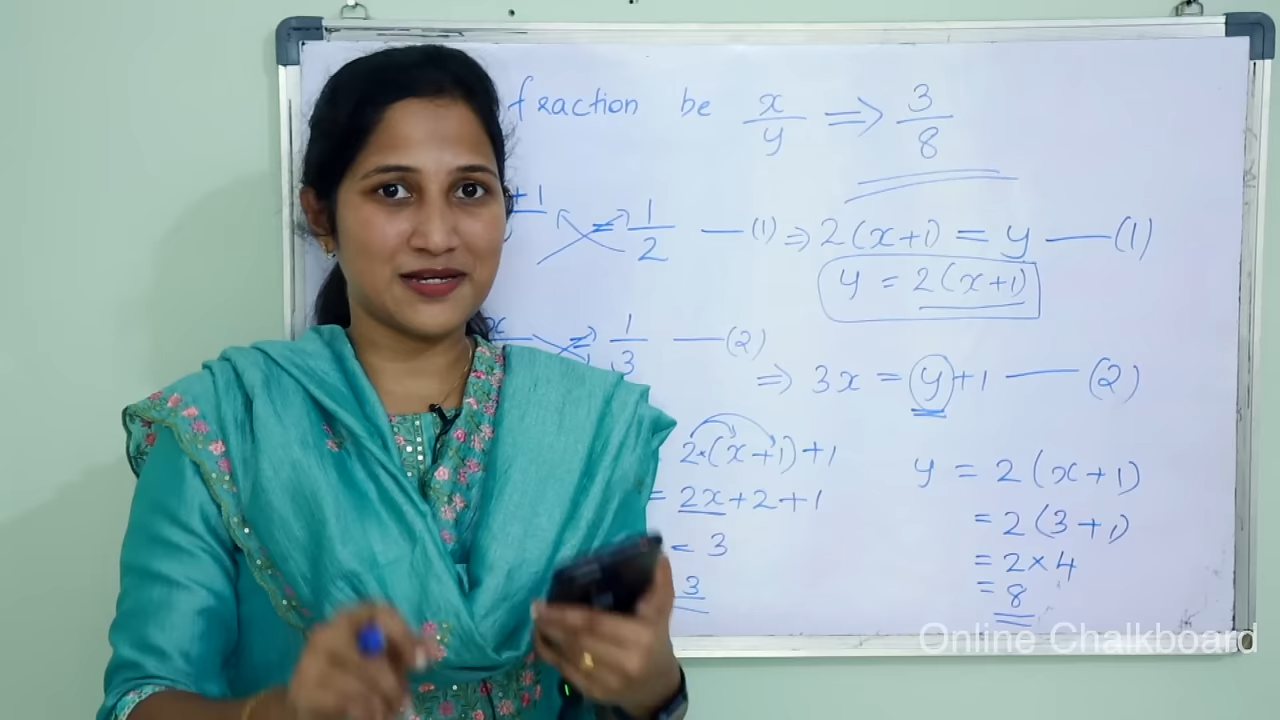 fraction be x/y ⇒ 3/8
+1 = 1/2 — (1) ⇒ 2(x+1) = y — (1)
y = 2(x+1)
x = 1/3 — (2)
⇒ 3x = y+1 — (2)
2*(x+1)+1
= 2x+2+1
= 3
3
y = 2(x+1)
= 2(3+1)
= 2×4
= 8
Online Chalkboard